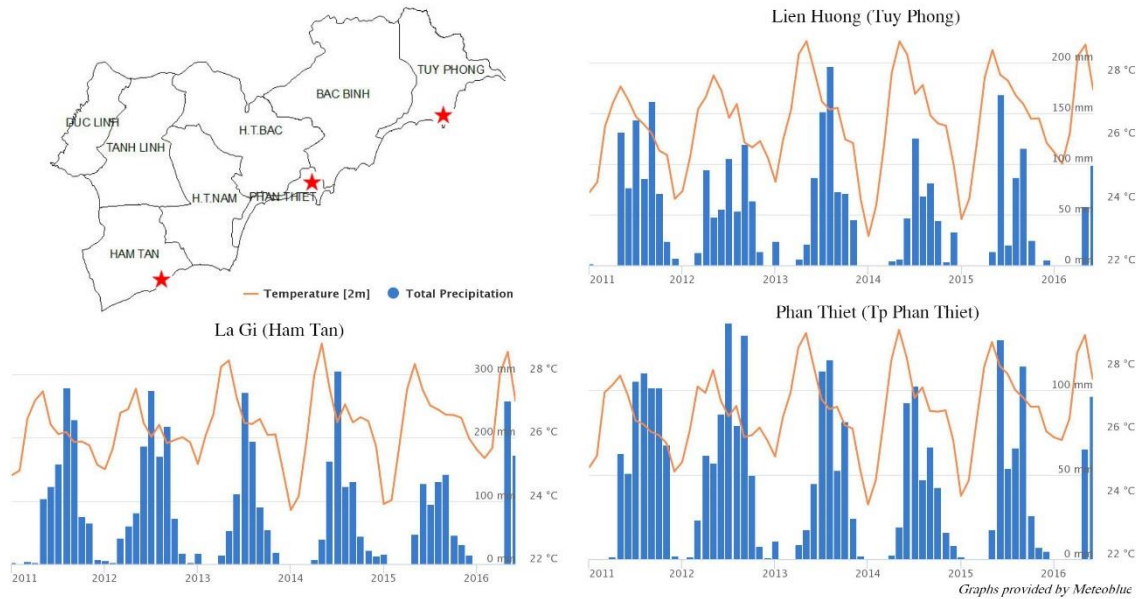 TUY PHONG
BAC BINH
DUC LINH
H.T.BAC
TANH LINH
H.T.NAM
PHAN THIET
HAM TAN
Temperature [2m]
Total Precipitation
Lien Huong (Tuy Phong)
200 mm
28 °C
150 mm
26 °C
100 mm
24 °C
50 mm
0 mm
22 °C
2011 2012 2013 2014 2015 2016
La Gi (Ham Tan)
300 mm 28 °C
200 mm 26 °C
100 mm 24 °C
0 mm 22 °C
2011 2012 2013 2014 2015 2016
Phan Thiet (Tp Phan Thiet)
28 °C
100 mm
26 °C
50 mm
24 °C
0 mm 22 °C
2011 2012 2013 2014 2015 2016
Graphs provided by Meteoblue